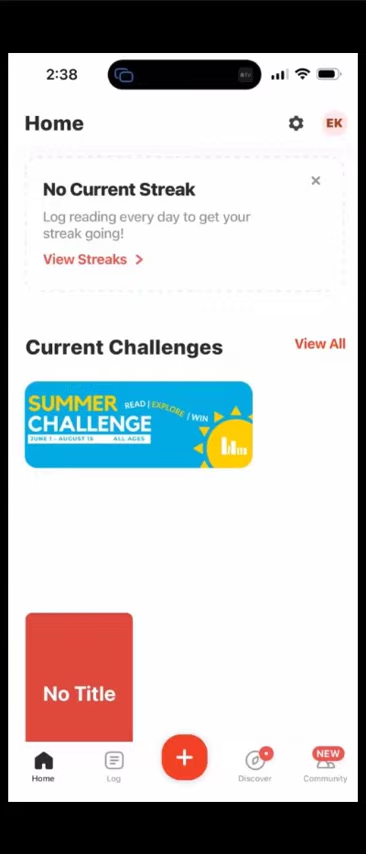 2:38
Home
EK
No Current Streak
Log reading every day to get your
streak going!
View Streaks
Current Challenges
View All
SUMMER
READ | EXPLORE / WIN
CHALLENGE
JUNE 1 - AUGUST 15 ALL AGES
No Title
Home
Log
Discover
NEW
Community